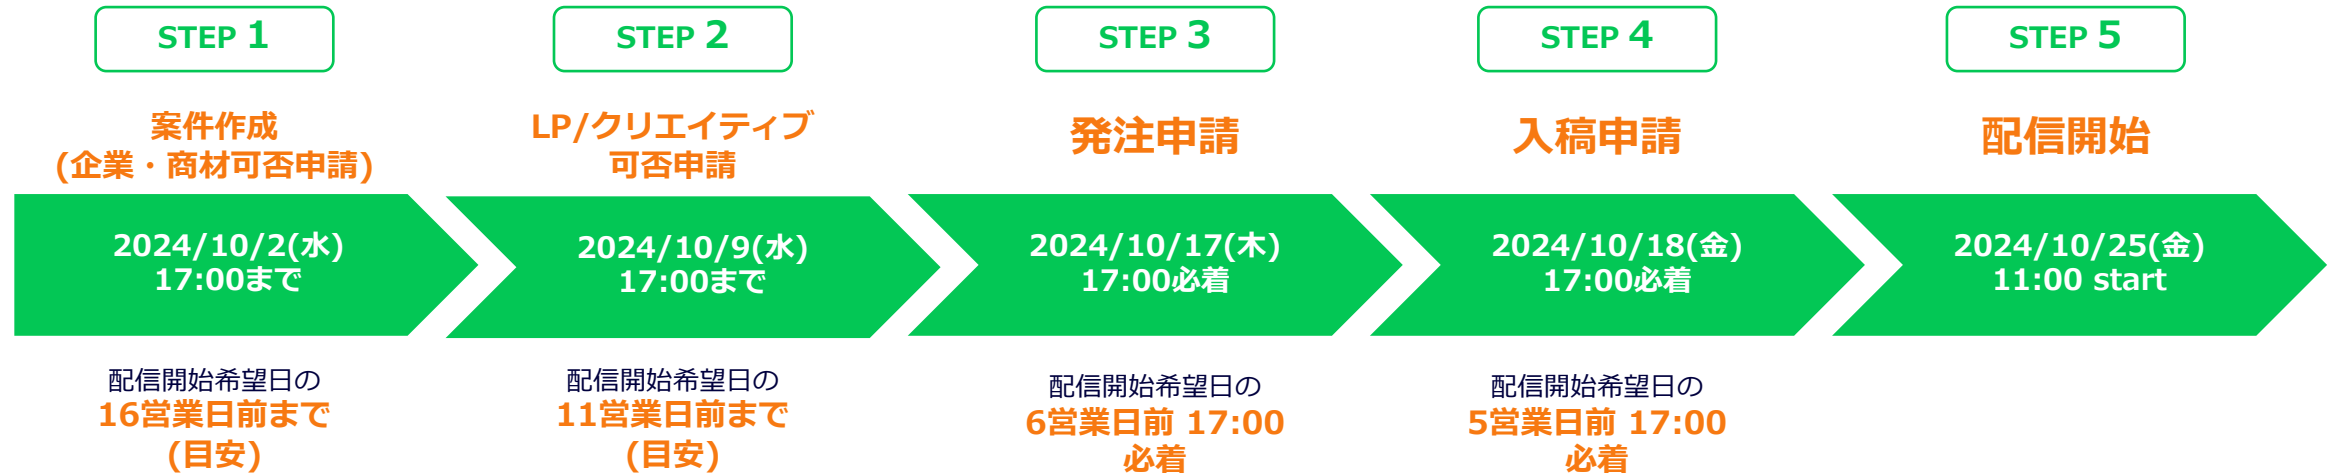 STEP 1
案件作成
(企業・商材可否申請)
2024/10/2(水)
17:00まで
配信開始希望日の
16営業日前まで
(目安)
STEP 2
LP/クリエイティブ
可否申請
2024/10/9(水)
17:00まで
配信開始希望日の
11営業日前まで
(目安)
STEP 3
発注申請
2024/10/17(木)
17:00必着
配信開始希望日の
6営業日前 17:00
必着
STEP 4
入稿申請
2024/10/18(金)
17:00必着
配信開始希望日の
5営業日前 17:00
必着
STEP 5
配信開始
2024/10/25(金)
11:00 start